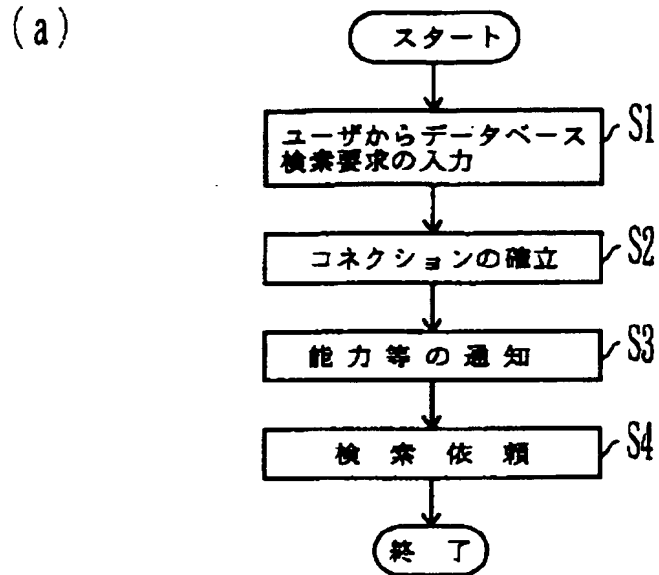 (a)
スタート
ユーザからデータベース
検索要求の入力
S1
コネクションの確立
S2
能力等の通知
S3
検索依頼
S4
終了